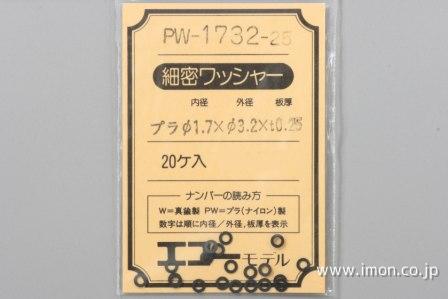 PW-1732-25
細密ワッシャー
内径 外径 板厚
プラφ1.7×φ3.2×t0.25
20ケ入
ナンバーの読み方
W=真鍮製 PW=プラ(ナイロン)製
数字は順に内径/外径,板厚を表示
エコーモデル
www.imon.co.jp